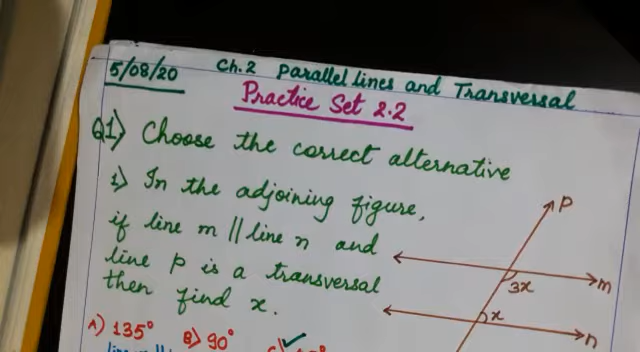 5/08/20 Ch.2 Parallel lines and Transversal
Practice Set 2.2
Q1) Choose the correct alternative
1) In the adjoining figure,
if line m || line n and
line p is a transversal
then find x.
A) 135° B) 90°
p
3x
m
x
n